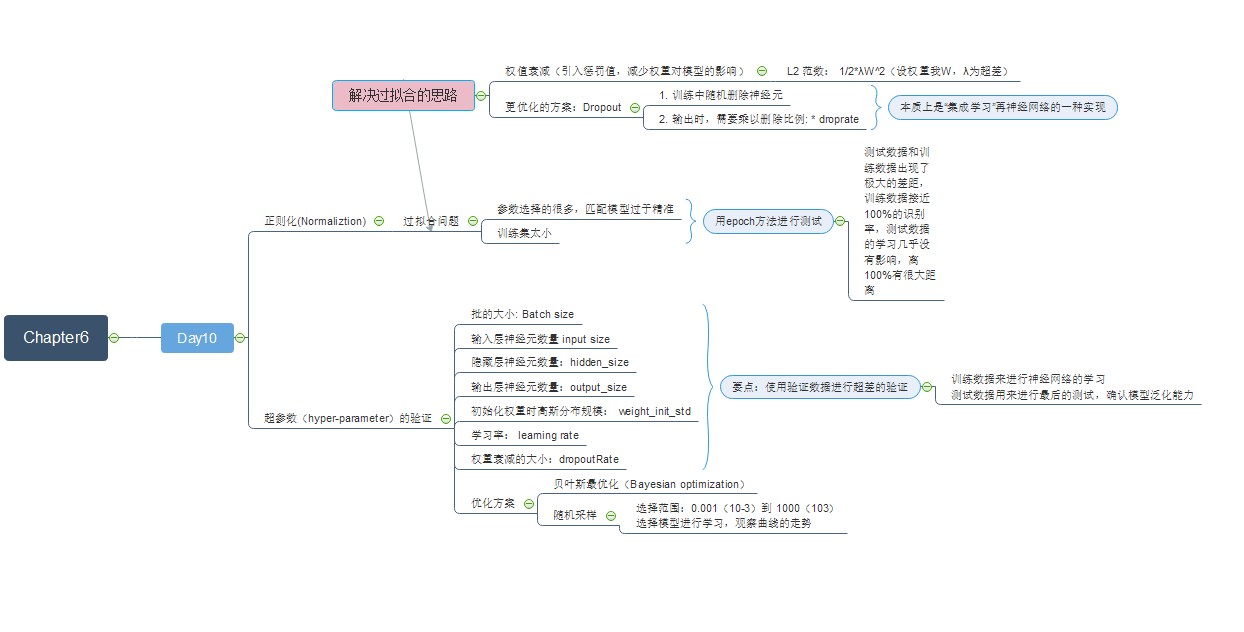 权值衰减（引入惩罚值，减少权重对模型的影响）
L2 范数： 1/2*λW^2（设权重我W，λ为超差）
解决过拟合的思路
更优化的方案：Dropout
1. 训练中随机删除神经元
2. 输出时，需要乘以删除比例: * droprate
本质上是“集成学习”再神经网络的一种实现
正则化(Normaliztion)
过拟合问题
参数选择的很多，匹配模型过于精准
训练集太小
用epoch方法进行测试
测试数据和训
练数据出现了
极大的差距，
训练数据接近
100%的识别
率，测试数据
的学习几乎没
有影响，离
100%有很大距
离
Chapter6
Day10
超参数（hyper-parameter）的验证
批的大小: Batch size
输入层神经元数量 input size
隐藏层神经元数量：hidden_size
输出层神经元数量：output_size
初始化权重时高斯分布规模： weight_init_std
学习率： learning rate
权重衰减的大小：dropoutRate
要点：使用验证数据进行超差的验证
训练数据来进行神经网络的学习
测试数据用来进行最后的测试，确认模型泛化能力
优化方案
贝叶斯最优化（Bayesian optimization）
随机采样
选择范围：0.001（10-3）到 1000（103）
选择模型进行学习，观察曲线的走势